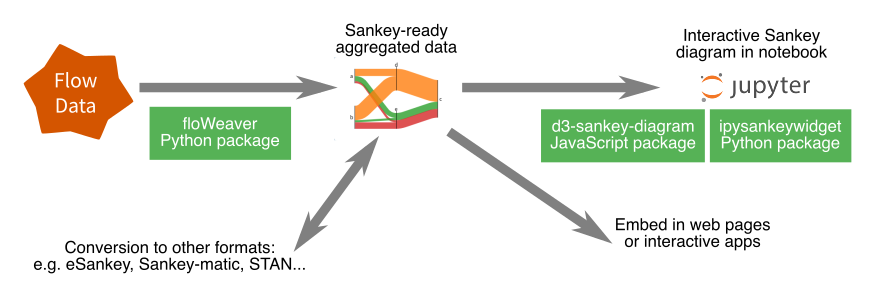 Sankey-ready
aggregated data
Interactive Sankey
diagram in notebook
Flow
Data
a
b
d
e
c
jupyter
floWeaver
Python package
d3-sankey-diagram
JavaScript package
ipysankeywidget
Python package
Conversion to other formats:
e.g. eSankey, Sankey-matic, STAN...
Embed in web pages
or interactive apps